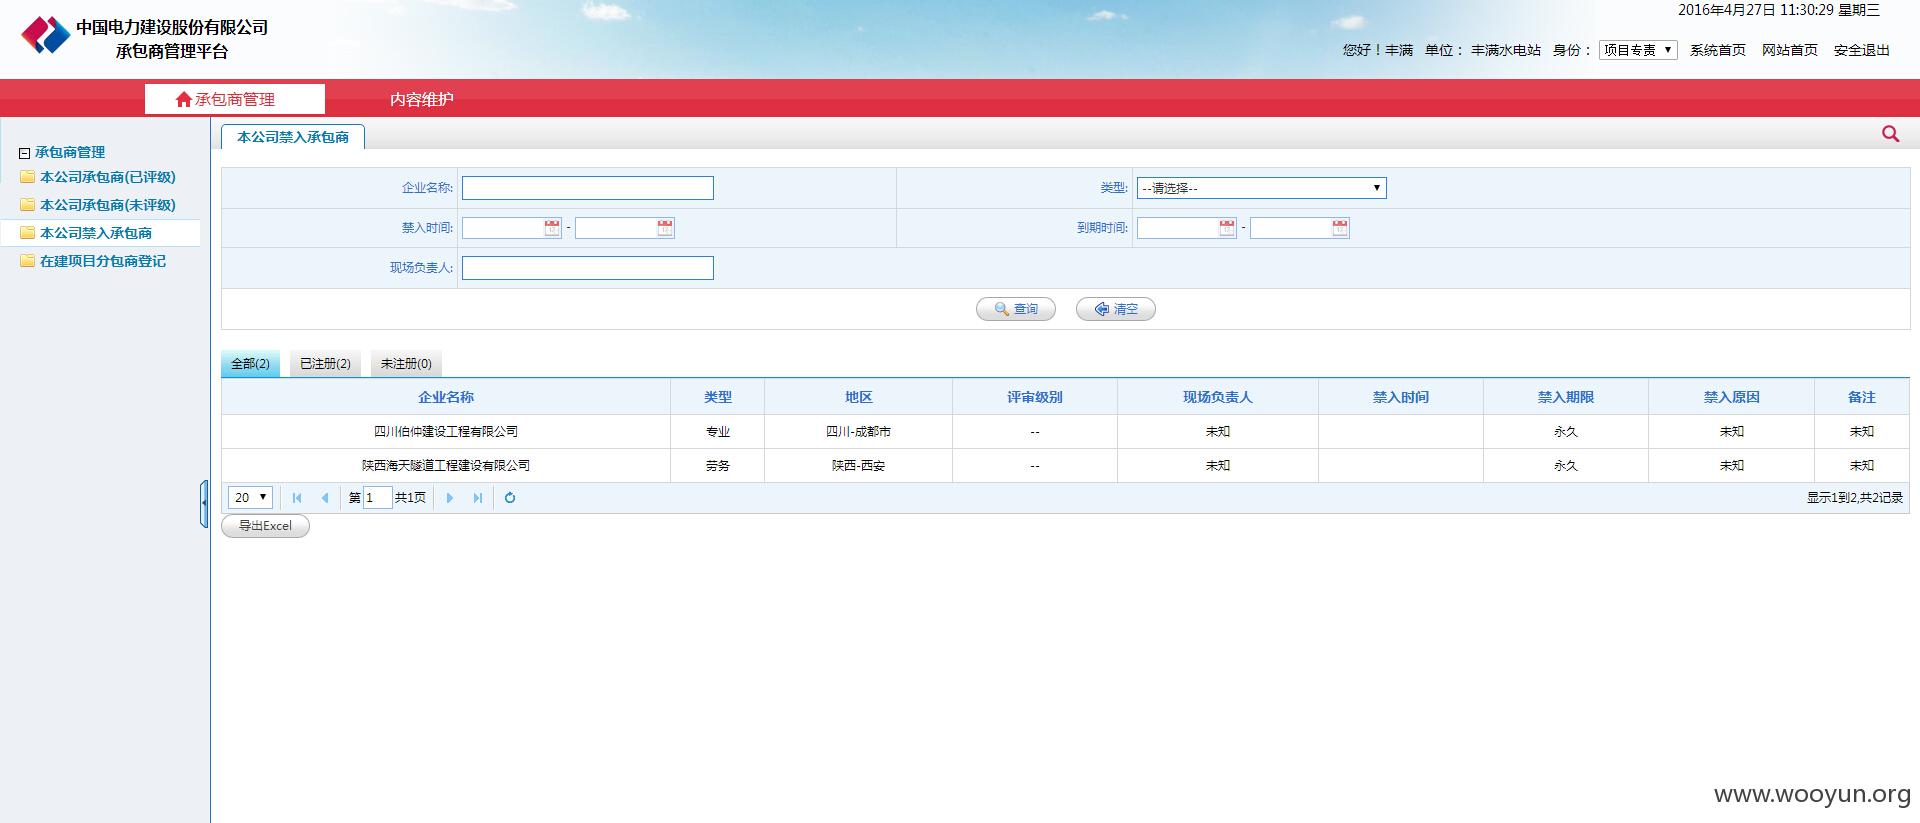 2016年4月27日 11:30:29 星期三
中国电力建设股份有限公司
承包商管理平台
您好！丰满 单位： 丰满水电站 身份： 项目专责 系统首页 网站首页 安全退出
承包商管理 内容维护
承包商管理
本公司承包商(已评级)
本公司承包商(未评级)
本公司禁入承包商
在建项目分包商登记
本公司禁入承包商
企业名称: 类型: --请选择--
禁入时间: - 到期时间: -
现场负责人:
查询 清空
全部(2) 已注册(2) 未注册(0)
企业名称 类型 地区 评审级别 现场负责人 禁入时间 禁入期限 禁入原因 备注
四川伯仲建设工程有限公司 专业 四川-成都市 -- 未知 永久 未知 未知
陕西海天隧道工程建设有限公司 劳务 陕西-西安 -- 未知 永久 未知 未知
20 第 1 共1页 显示1到2,共2记录
导出Excel
www.wooyun.org